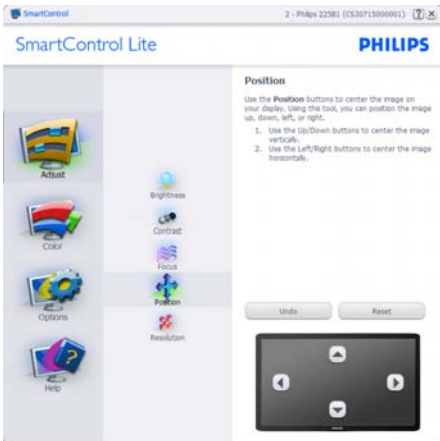 SmartControl
2 - Philips 225B1 (CS30715000001)
SmartControl Lite
PHILIPS
Adjust
Color
Options
Help
Brightness
Contrast
Focus
Position
Resolution
Position
Use the Position buttons to center the image on
your display. Using the tool, you can position the image
up, down, left, or right.
1. Use the Up/Down buttons to center the image
vertically.
2. Use the Left/Right buttons to center the image
horizontally.
Undo
Reset